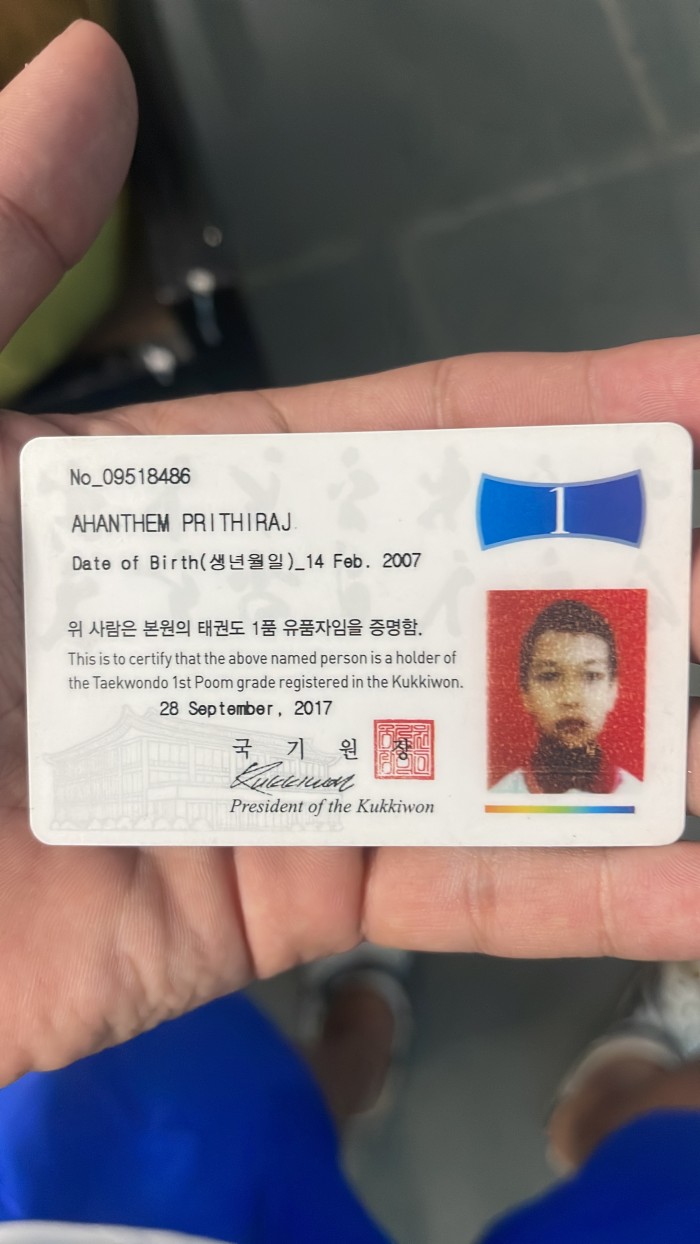 No_09518486
1
AHANTHEM PRITHIRAJ
Date of Birth(생년월일)_14 Feb. 2007
위 사람은 본원의 태권도 1품 유품자임을 증명함.
This is to certify that the above named person is a holder of
the Taekwondo 1st Poom grade registered in the Kukkiwon.
28 September, 2017
국 기 원 장
Kukkiwon
President of the Kukkiwon